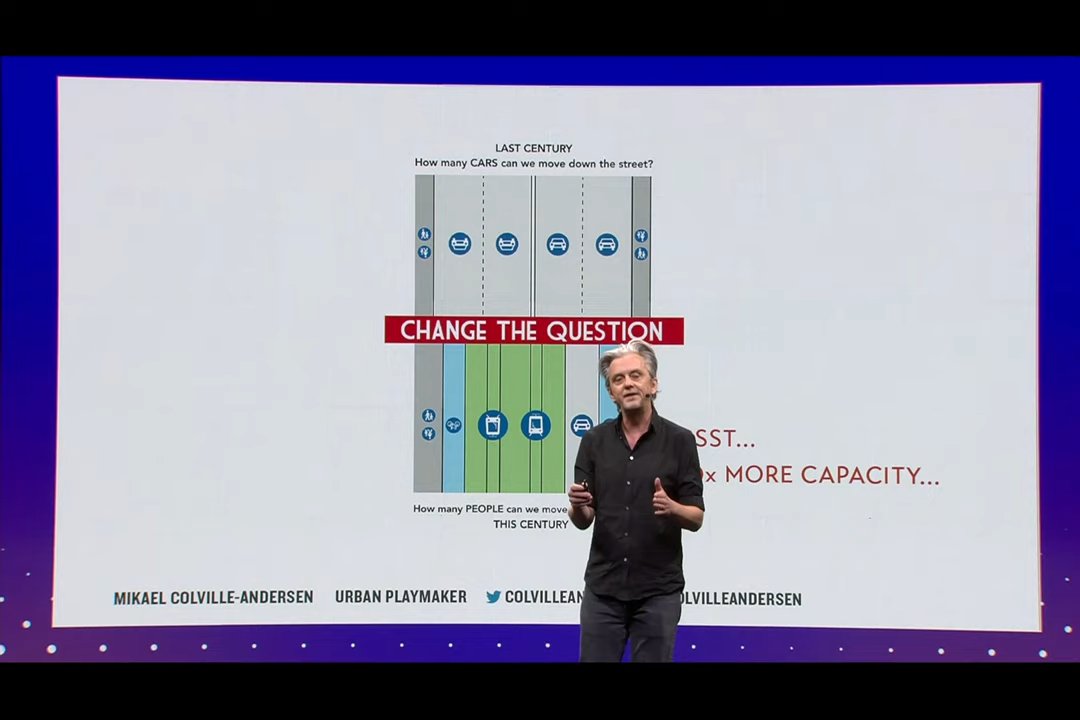 LAST CENTURY
How many CARS can we move down the street?
CHANGE THE QUESTION
SST...
x MORE CAPACITY...
How many PEOPLE can we move
THIS CENTURY
MIKAEL COLVILLE-ANDERSEN URBAN PLAYMAKER COLVILLEAN OLVILLEANDERSEN